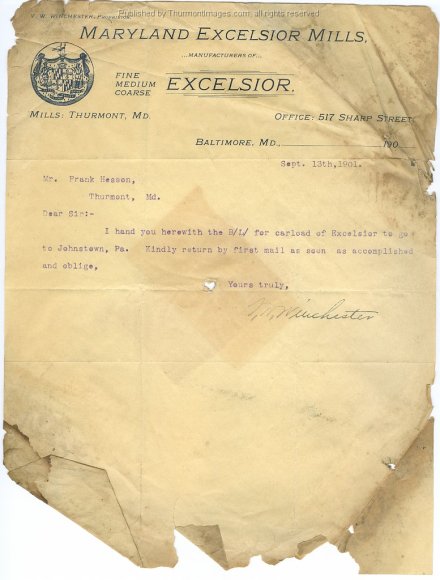 Published by Thurmontimages.com, all rights reserved
V. W. WINCHESTER, PROPRIETOR.
MARYLAND EXCELSIOR MILLS,
...MANUFACTURERS OF...
FINE
MEDIUM
COARSE
EXCELSIOR.
MILLS: THURMONT, MD.
OFFICE: 517 SHARP STREET
BALTIMORE, MD., 190
Sept. 13th, 1901.
Mr. Frank Hesson,
Thurmont, Md.
Dear Sir:-
I hand you herewith the B/L/ for carload of Excelsior to go
to Johnstown, Pa. Kindly return by first mail as soon as accomplished
and oblige,
Yours truly,
V. W. Winchester